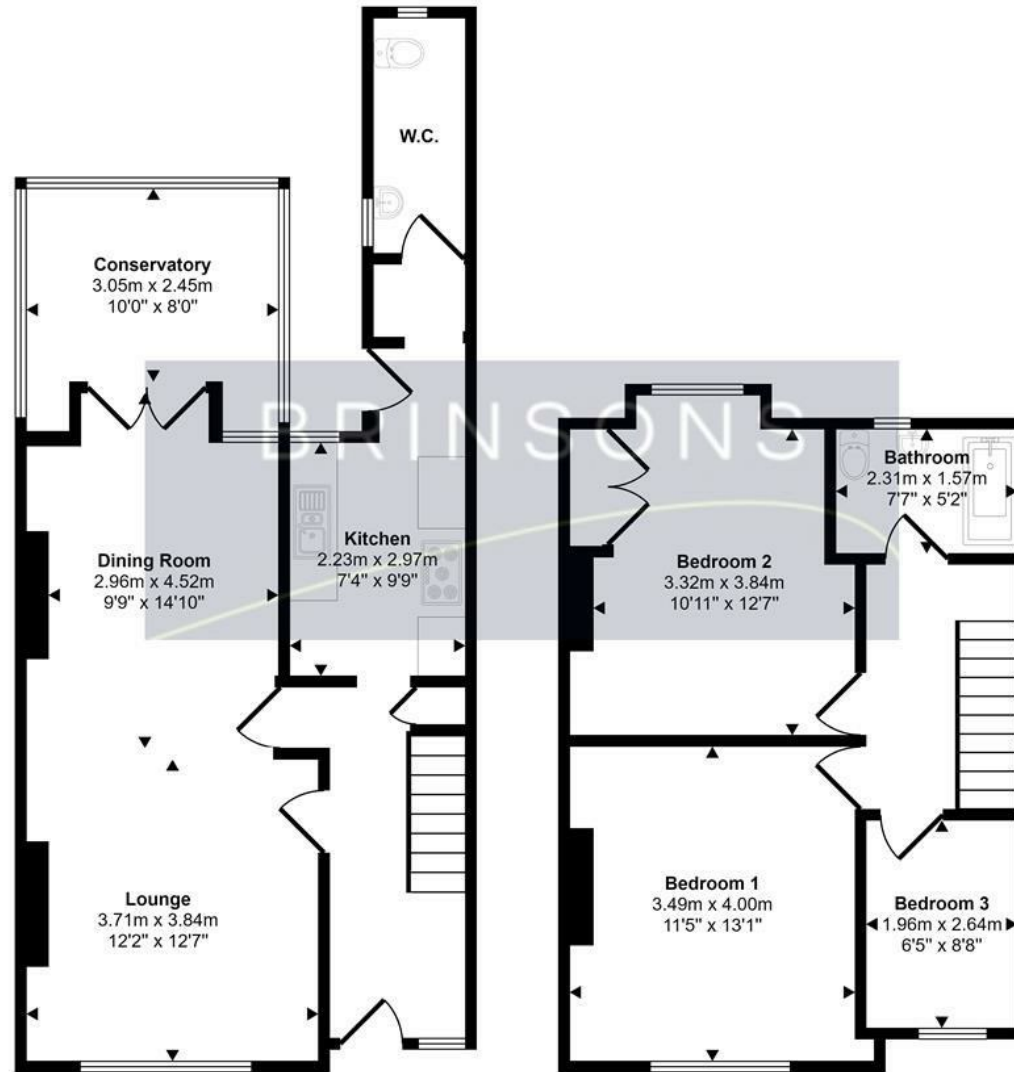 W.C.
Conservatory
3.05m x 2.45m
10'0" x 8'0"
BRINSONS
Dining Room
2.96m x 4.52m
9'9" x 14'10"
Kitchen
2.23m x 2.97m
7'4" x 9'9"
Lounge
3.71m x 3.84m
12'2" x 12'7"
Bathroom
2.31m x 1.57m
7'7" x 5'2"
Bedroom 2
3.32m x 3.84m
10'11" x 12'7"
Bedroom 1
3.49m x 4.00m
11'5" x 13'1"
Bedroom 3
1.96m x 2.64m
6'5" x 8'8"